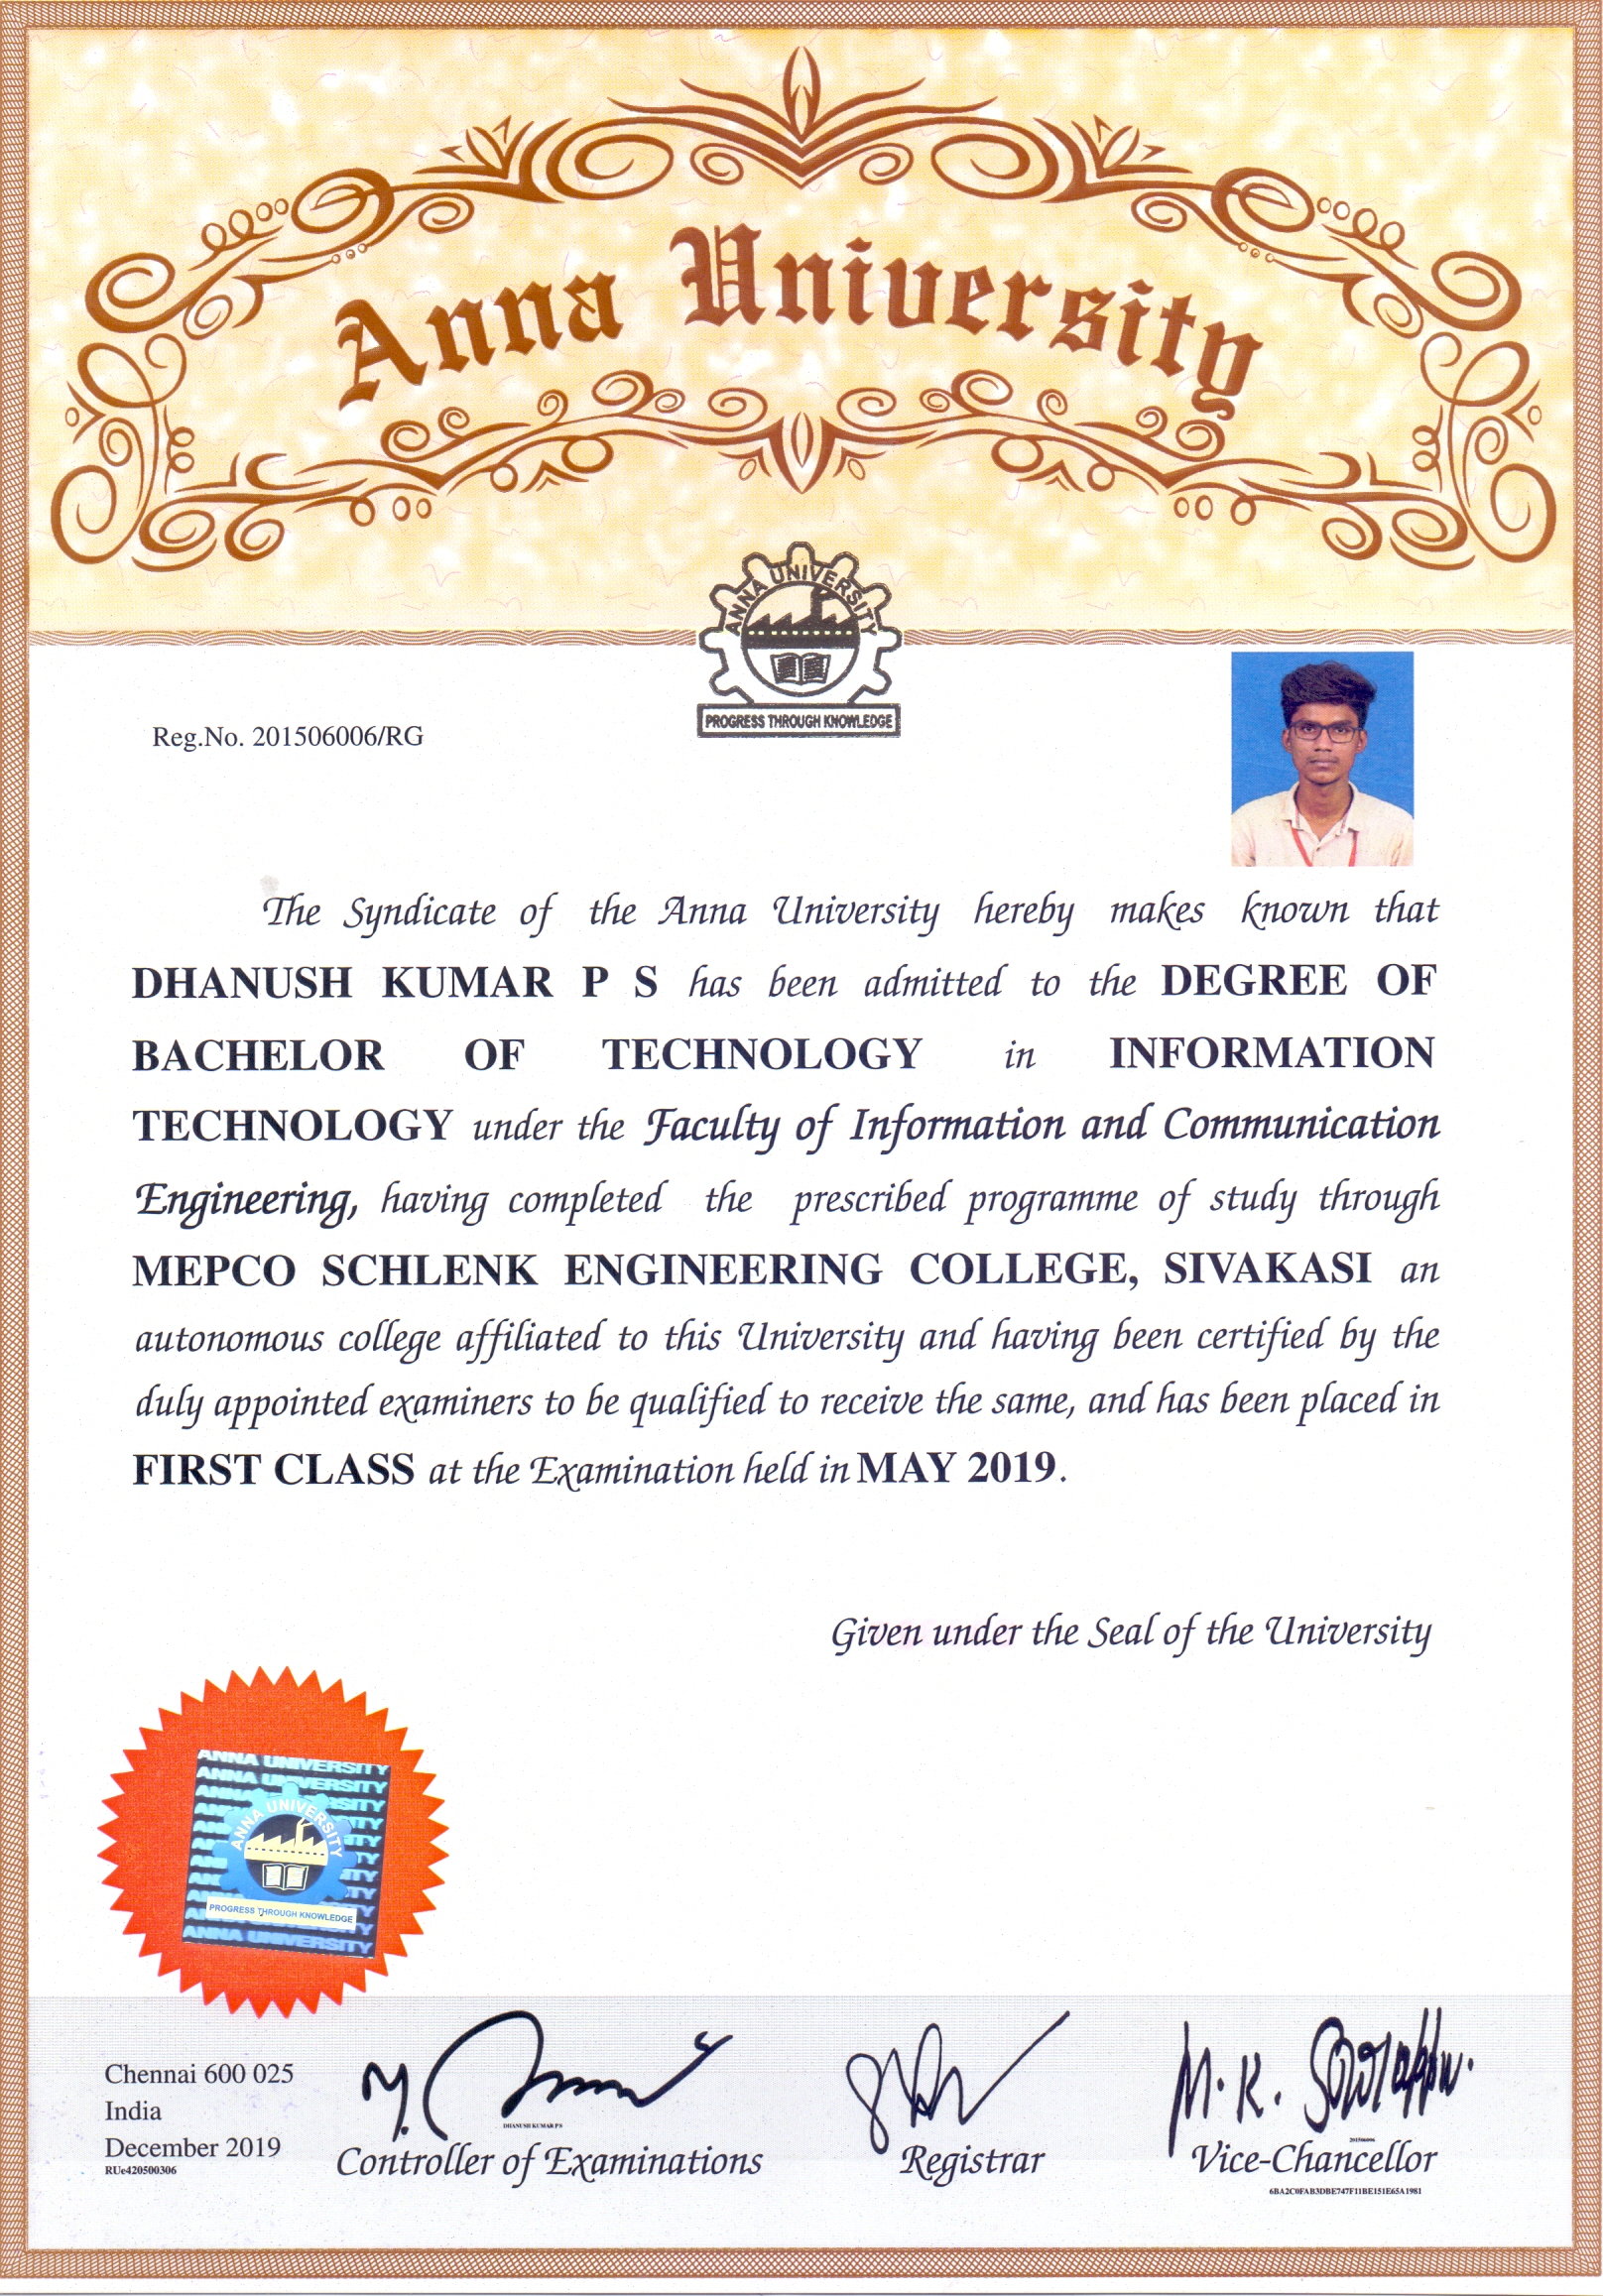 Anna University
ANNA UNIVERSITY
PROGRESS THROUGH KNOWLEDGE
Reg.No. 201506006/RG
The Syndicate of the Anna University hereby makes known that
DHANUSH KUMAR P S has been admitted to the DEGREE OF
BACHELOR OF TECHNOLOGY in INFORMATION
TECHNOLOGY under the Faculty of Information and Communication
Engineering, having completed the prescribed programme of study through
MEPCO SCHLENK ENGINEERING COLLEGE, SIVAKASI an
autonomous college affiliated to this University and having been certified by the
duly appointed examiners to be qualified to receive the same, and has been placed in
FIRST CLASS at the Examination held in MAY 2019.
Given under the Seal of the University
ANNA UNIVERSITY
ANNA UNIVERSITY
ANNA UNIVERSITY
PROGRESS THROUGH KNOWLEDGE
ANNA UNIVERSITY
Chennai 600 025
India
December 2019
RUe420500306
DHANUSH KUMAR P S
Controller of Examinations
Registrar
M. K.
201506006
Vice-Chancellor
6BA2C0FAB3DBE747F11BE151E65A1981